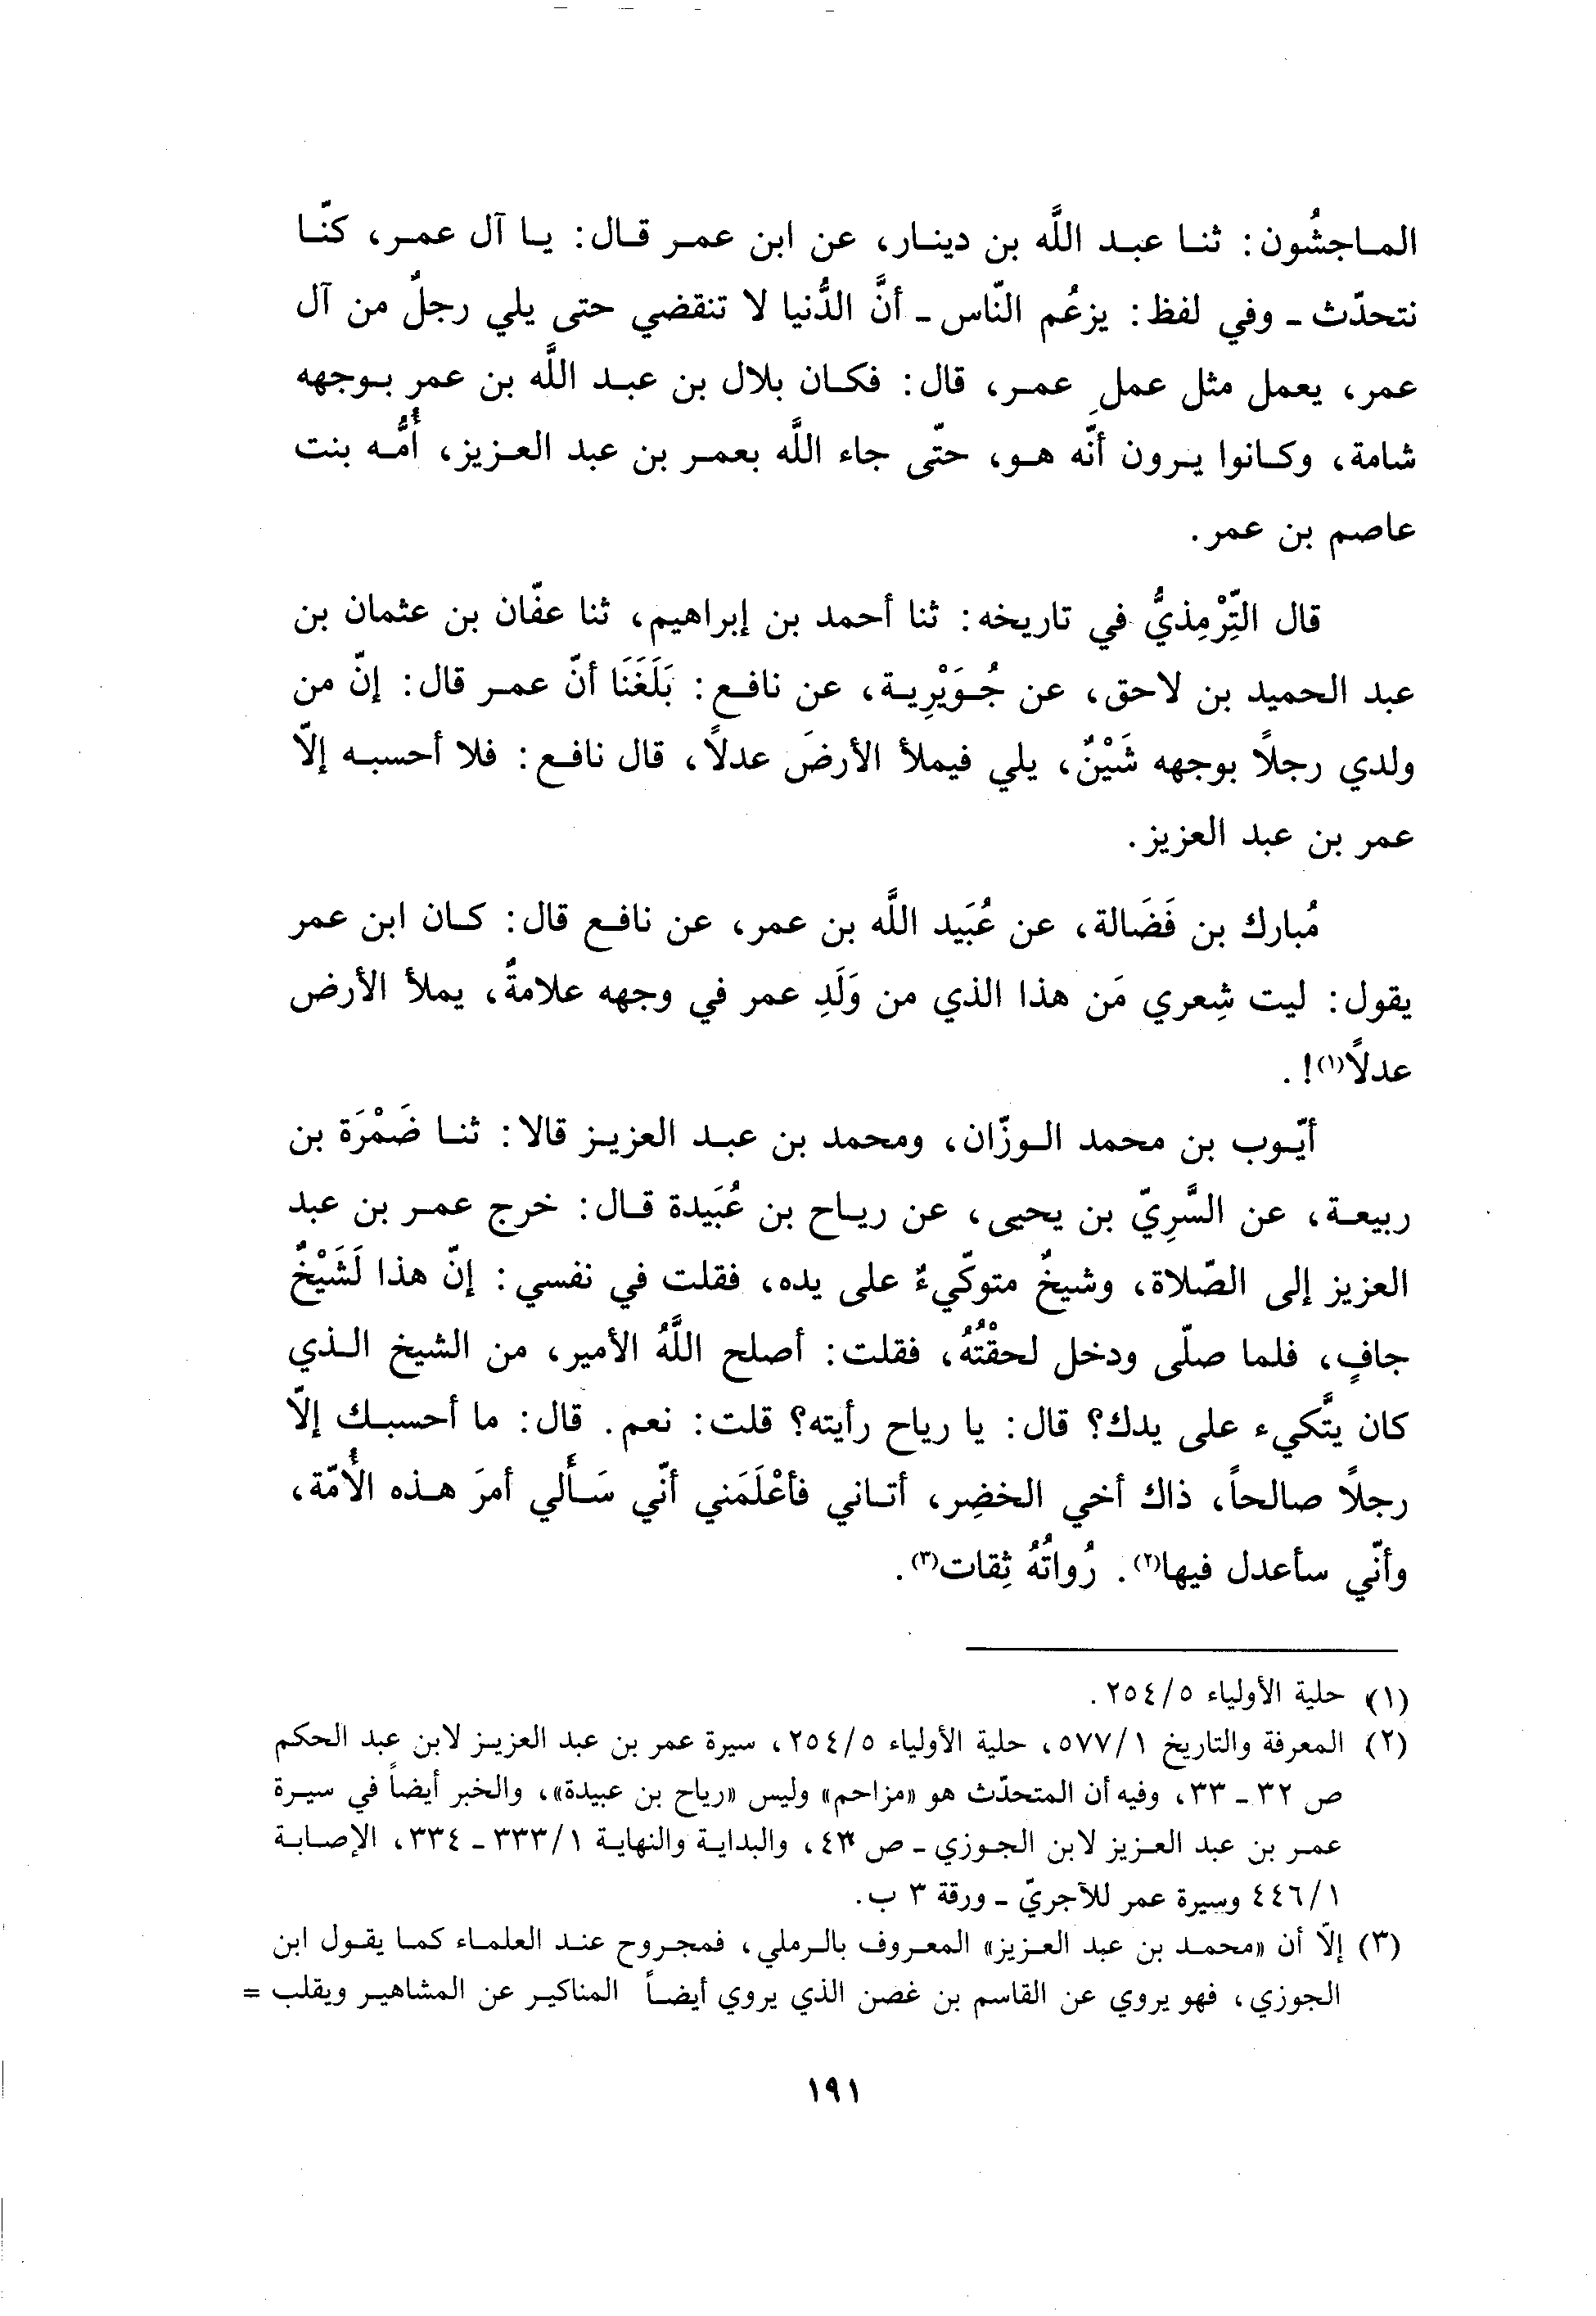 الماجشُون: ثنا عبد اللَّه بن دينار، عن ابن عمر قال: يا آل عمر، كنّا
نتحدّث ـ وفي لفظ: يزعُم النّاس ـ أنَّ الدُّنيا لا تنقضي حتى يلي رجلٌ من آل
عمر، يعمل مثل عملِ عمر، قال: فكان بلال بن عبد اللَّه بن عمر بوجهه
شامة، وكانوا يرون أنّه هو، حتّى جاء اللَّه بعمر بن عبد العزيز، أُمُّه بنت
عاصم بن عمر.
قال التِّرْمِذيُّ في تاريخه: ثنا أحمد بن إبراهيم، ثنا عفّان بن عثمان بن
عبد الحميد بن لاحق، عن جُوَيْرِية، عن نافع: بَلَغَنَا أنّ عمر قال: إنّ من
ولدي رجلاً بوجهه شَيْنٌ، يلي فيملأ الأرضَ عدلاً، قال نافع: فلا أحسبه إلّا
عمر بن عبد العزيز.
مُبارك بن فَضَالة، عن عُبَيد اللَّه بن عمر، عن نافع قال: كان ابن عمر
يقول: ليت شِعري مَن هذا الذي من وَلَدِ عمر في وجهه علامةٌ، يملأ الأرض
عدلاً(١)!.
أيّوب بن محمد الوزّان، ومحمد بن عبد العزيز قالا: ثنا ضَمْرَة بن
ربيعة، عن السَّرِيّ بن يحيى، عن رياح بن عُبَيدة قال: خرج عمر بن عبد
العزيز إلى الصّلاة، وشيخٌ متوكّيءٌ على يده، فقلت في نفسي: إنّ هذا لَشَيْخٌ
جافٍ، فلما صلّى ودخل لحقْتُهُ، فقلت: أصلح اللَّهُ الأمير، من الشيخ الذي
كان يتَّكيء على يدك؟ قال: يا رياح رأيته؟ قلت: نعم. قال: ما أحسبك إلّا
رجلاً صالحاً، ذاك أخي الخضِر، أتاني فأعْلَمَني أنّي سَأَلي أمرَ هذه الأُمّة،
وأنّي سأعدل فيها(٢). رُواتُهُ ثِقات(٣).
(١) حلية الأولياء ٥/٢٥٤.
(٢) المعرفة والتاريخ ١/٥٧٧، حلية الأولياء ٥/٢٥٤، سيرة عمر بن عبد العزيز لابن عبد الحكم
ص ٣٢ ـ ٣٣، وفيه أن المتحدّث هو «مزاحم» وليس «رياح بن عبيدة»، والخبر أيضاً في سيرة
عمر بن عبد العزيز لابن الجوزي ـ ص ٤٣، والبداية والنهاية ١/٣٣٣ ـ ٣٣٤، الإصابة
١/٤٤٦ وسيرة عمر للآجريّ ـ ورقة ٣ ب.
(٣) إلّا أن «محمد بن عبد العزيز» المعروف بالرملي، فمجروح عند العلماء كما يقول ابن
الجوزي، فهو يروي عن القاسم بن غصن الذي يروي أيضاً المناكير عن المشاهير ويقلب =
١٩١